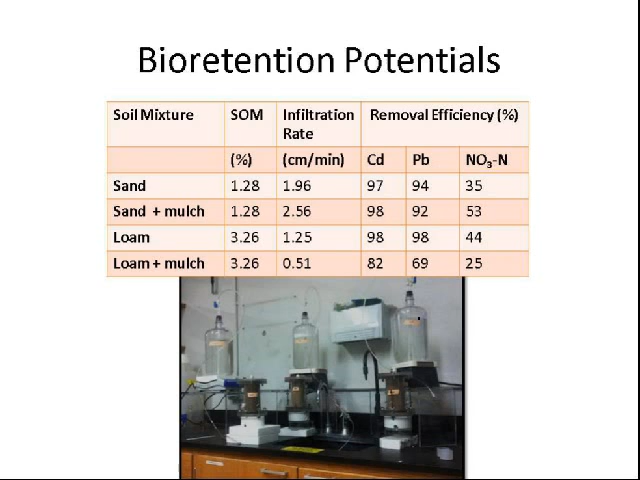 Bioretention Potentials
Soil Mixture SOM Infiltration Rate Removal Efficiency (%)
(%) (cm/min) Cd Pb NO₃-N
Sand 1.28 1.96 97 94 35
Sand + mulch 1.28 2.56 98 92 53
Loam 3.26 1.25 98 98 44
Loam + mulch 3.26 0.51 82 69 25